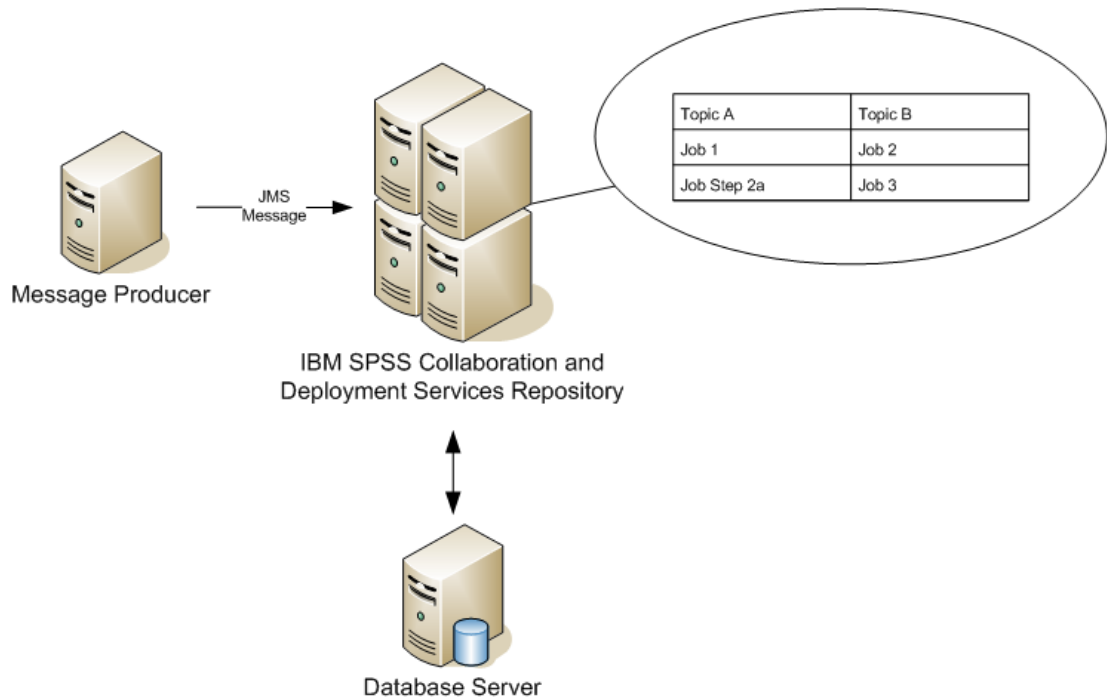 Topic A
Topic B
Job 1
Job 2
Job Step 2a
Job 3
JMS
Message
Message Producer
IBM SPSS Collaboration and
Deployment Services Repository
Database Server